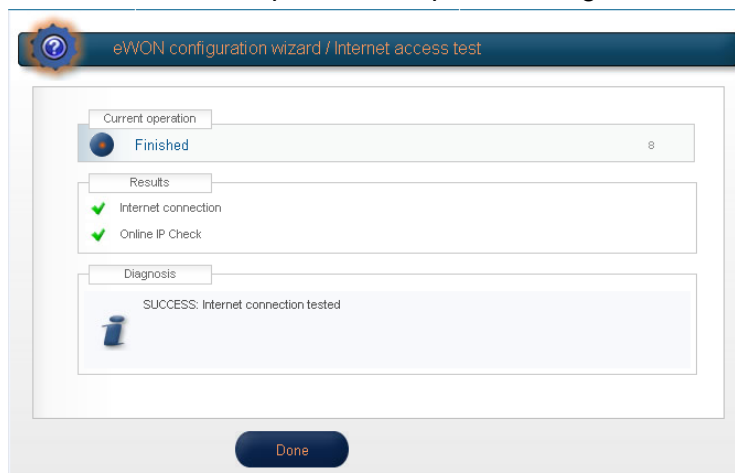 eWON configuration wizard / Internet access test
Current operation
Finished 8
Results
Internet connection
Online IP Check
Diagnosis
SUCCESS: Internet connection tested
Done